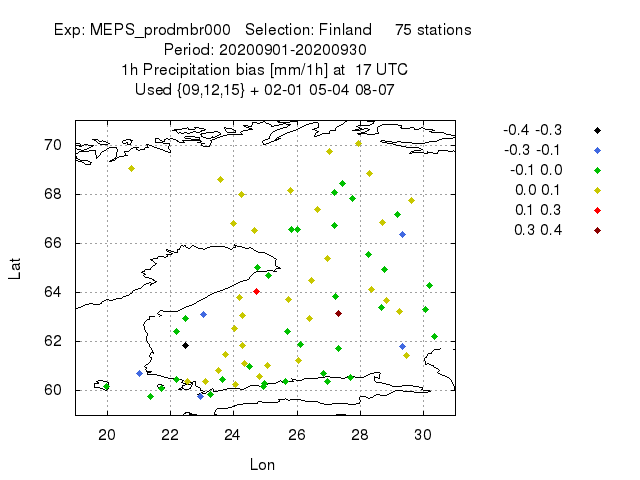 Exp: MEPS_prodmbr000 Selection: Finland 75 stations
Period: 20200901-20200930
1h Precipitation bias [mm/1h] at 17 UTC
Used {09,12,15} + 02-01 05-04 08-07
-0.4 -0.3
-0.3 -0.1
-0.1 0.0
0.0 0.1
0.1 0.3
0.3 0.4
70
68
66
64
62
60
Lat
20 22 24 26 28 30
Lon